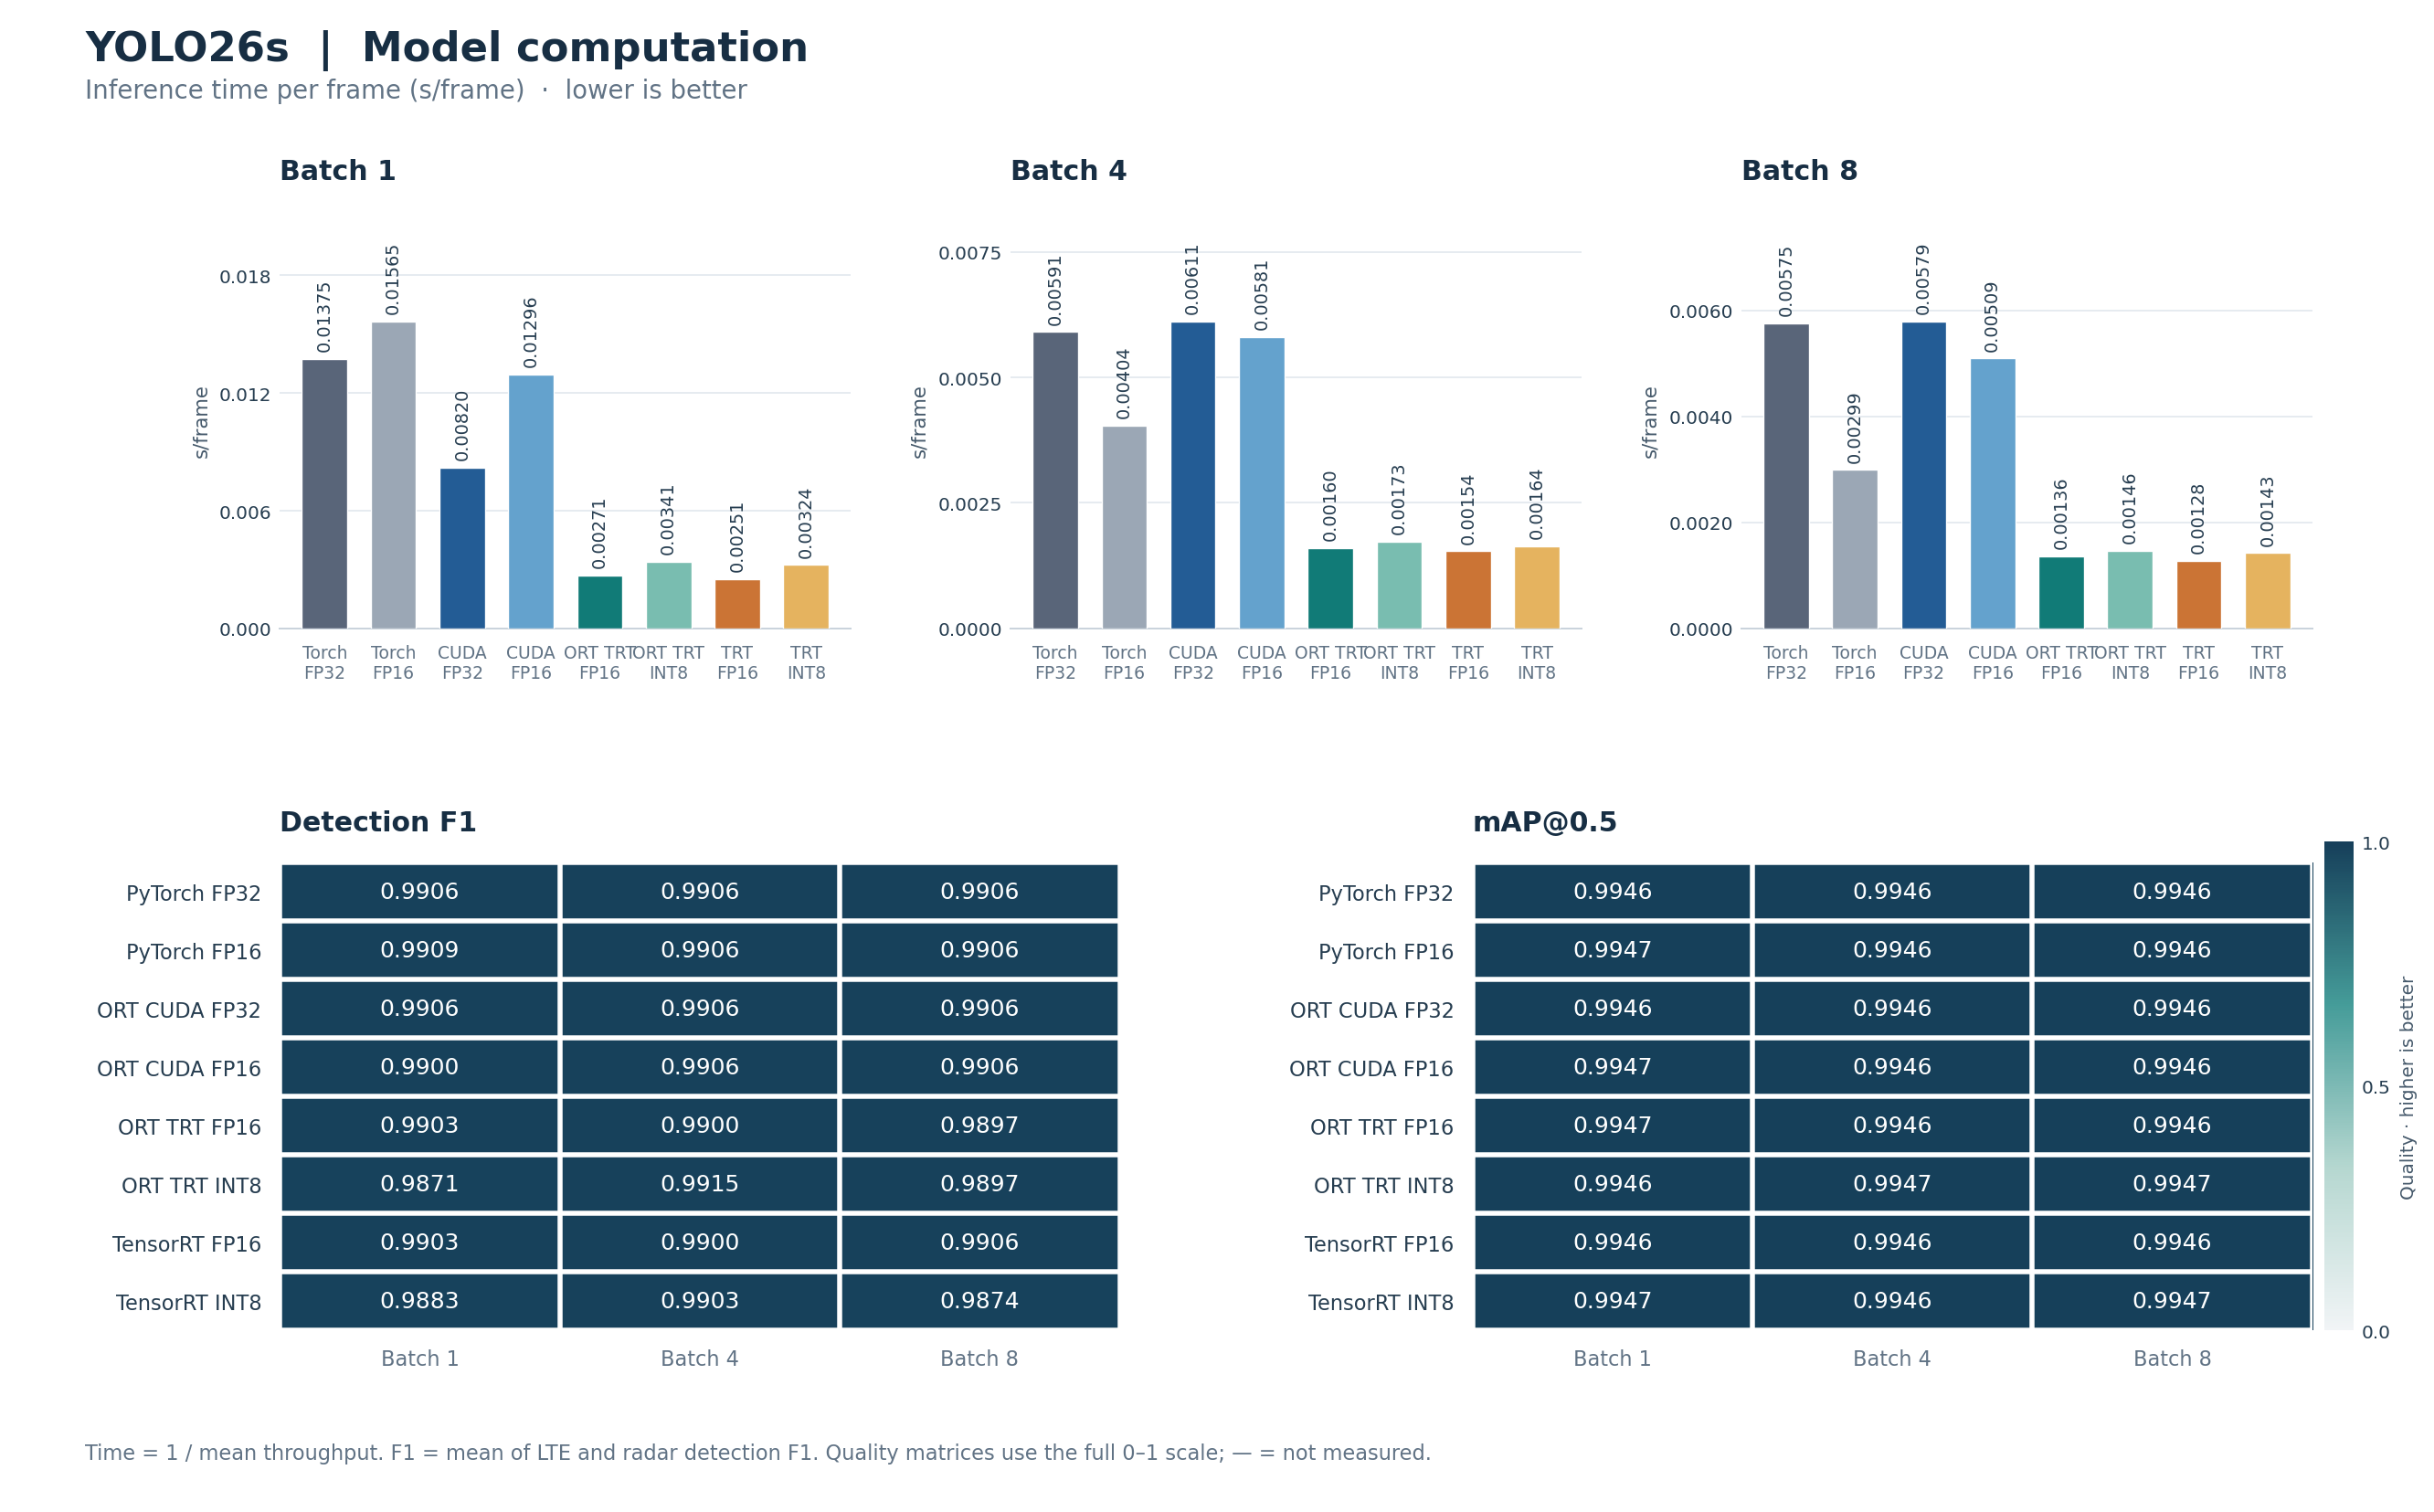 YOLO26s | Model computation
Inference time per frame (s/frame) · lower is better
Batch 1
s/frame
0.018
0.012
0.006
0.000
0.01375
0.01565
0.00820
0.01296
0.00271
0.00341
0.00251
0.00324
Torch FP32
Torch FP16
CUDA FP32
CUDA FP16
ORT TRT FP16
ORT TRT INT8
TRT FP16
TRT INT8
Batch 4
s/frame
0.0075
0.0050
0.0025
0.0000
0.00591
0.00404
0.00611
0.00581
0.00160
0.00173
0.00154
0.00164
Torch FP32
Torch FP16
CUDA FP32
CUDA FP16
ORT TRT FP16
ORT TRT INT8
TRT FP16
TRT INT8
Batch 8
s/frame
0.0060
0.0040
0.0020
0.0000
0.00575
0.00299
0.00579
0.00509
0.00136
0.00146
0.00128
0.00143
Torch FP32
Torch FP16
CUDA FP32
CUDA FP16
ORT TRT FP16
ORT TRT INT8
TRT FP16
TRT INT8
Detection F1
PyTorch FP32 0.9906 0.9906 0.9906
PyTorch FP16 0.9909 0.9906 0.9906
ORT CUDA FP32 0.9906 0.9906 0.9906
ORT CUDA FP16 0.9900 0.9906 0.9906
ORT TRT FP16 0.9903 0.9900 0.9897
ORT TRT INT8 0.9871 0.9915 0.9897
TensorRT FP16 0.9903 0.9900 0.9906
TensorRT INT8 0.9883 0.9903 0.9874
Batch 1 Batch 4 Batch 8
mAP@0.5
PyTorch FP32 0.9946 0.9946 0.9946
PyTorch FP16 0.9947 0.9946 0.9946
ORT CUDA FP32 0.9946 0.9946 0.9946
ORT CUDA FP16 0.9947 0.9946 0.9946
ORT TRT FP16 0.9947 0.9946 0.9946
ORT TRT INT8 0.9946 0.9947 0.9947
TensorRT FP16 0.9946 0.9946 0.9946
TensorRT INT8 0.9947 0.9946 0.9947
Batch 1 Batch 4 Batch 8
1.0
0.5
0.0
Quality · higher is better
Time = 1 / mean throughput. F1 = mean of LTE and radar detection F1. Quality matrices use the full 0–1 scale; — = not measured.